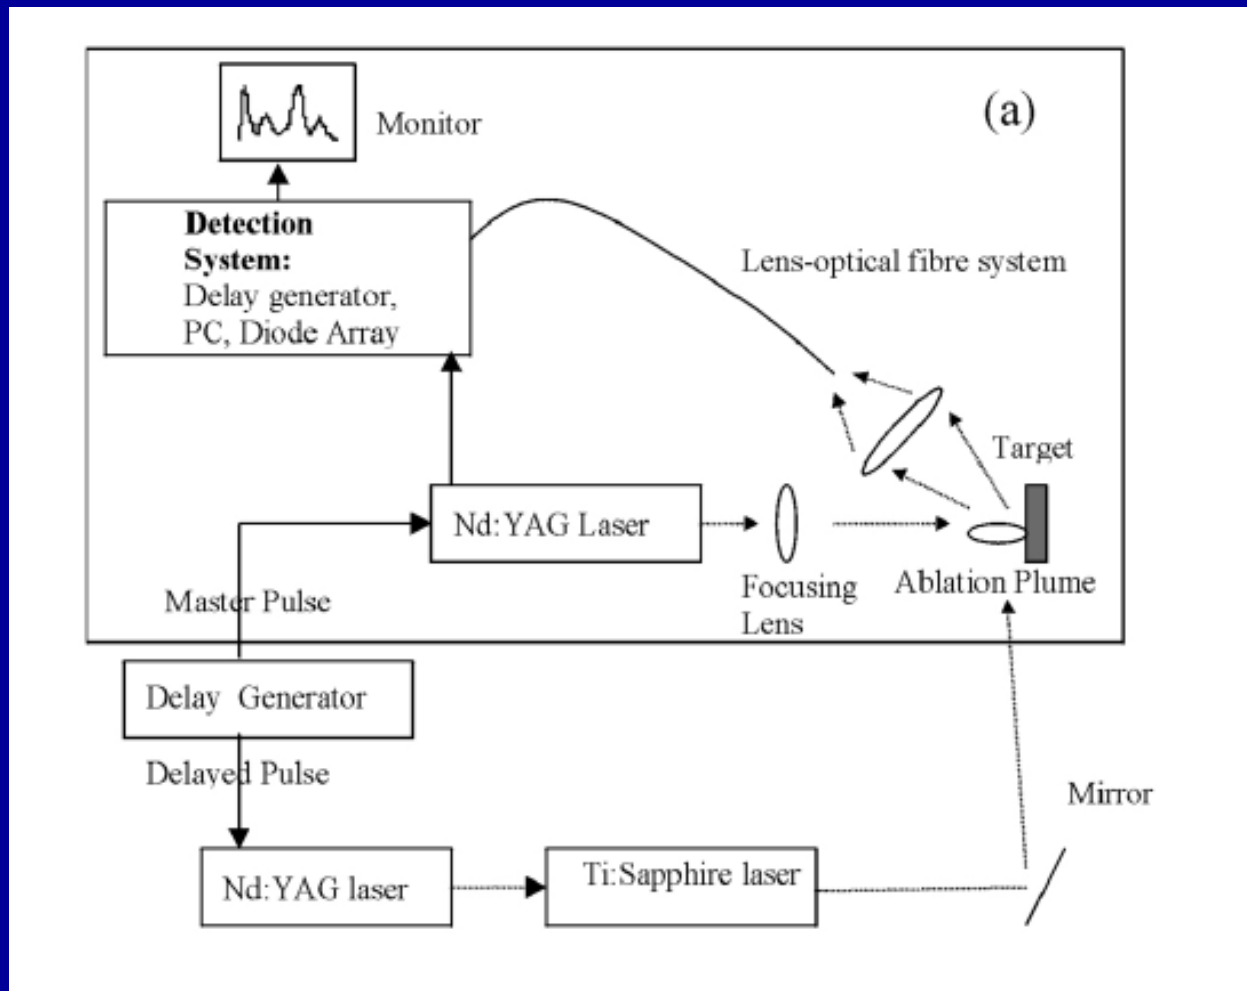 (a)
Monitor
Detection
System:
Delay generator,
PC, Diode Array
Lens-optical fibre system
Target
Nd:YAG Laser
Focusing
Lens
Ablation Plume
Master Pulse
Delay Generator
Delayed Pulse
Mirror
Nd:YAG laser
Ti:Sapphire laser